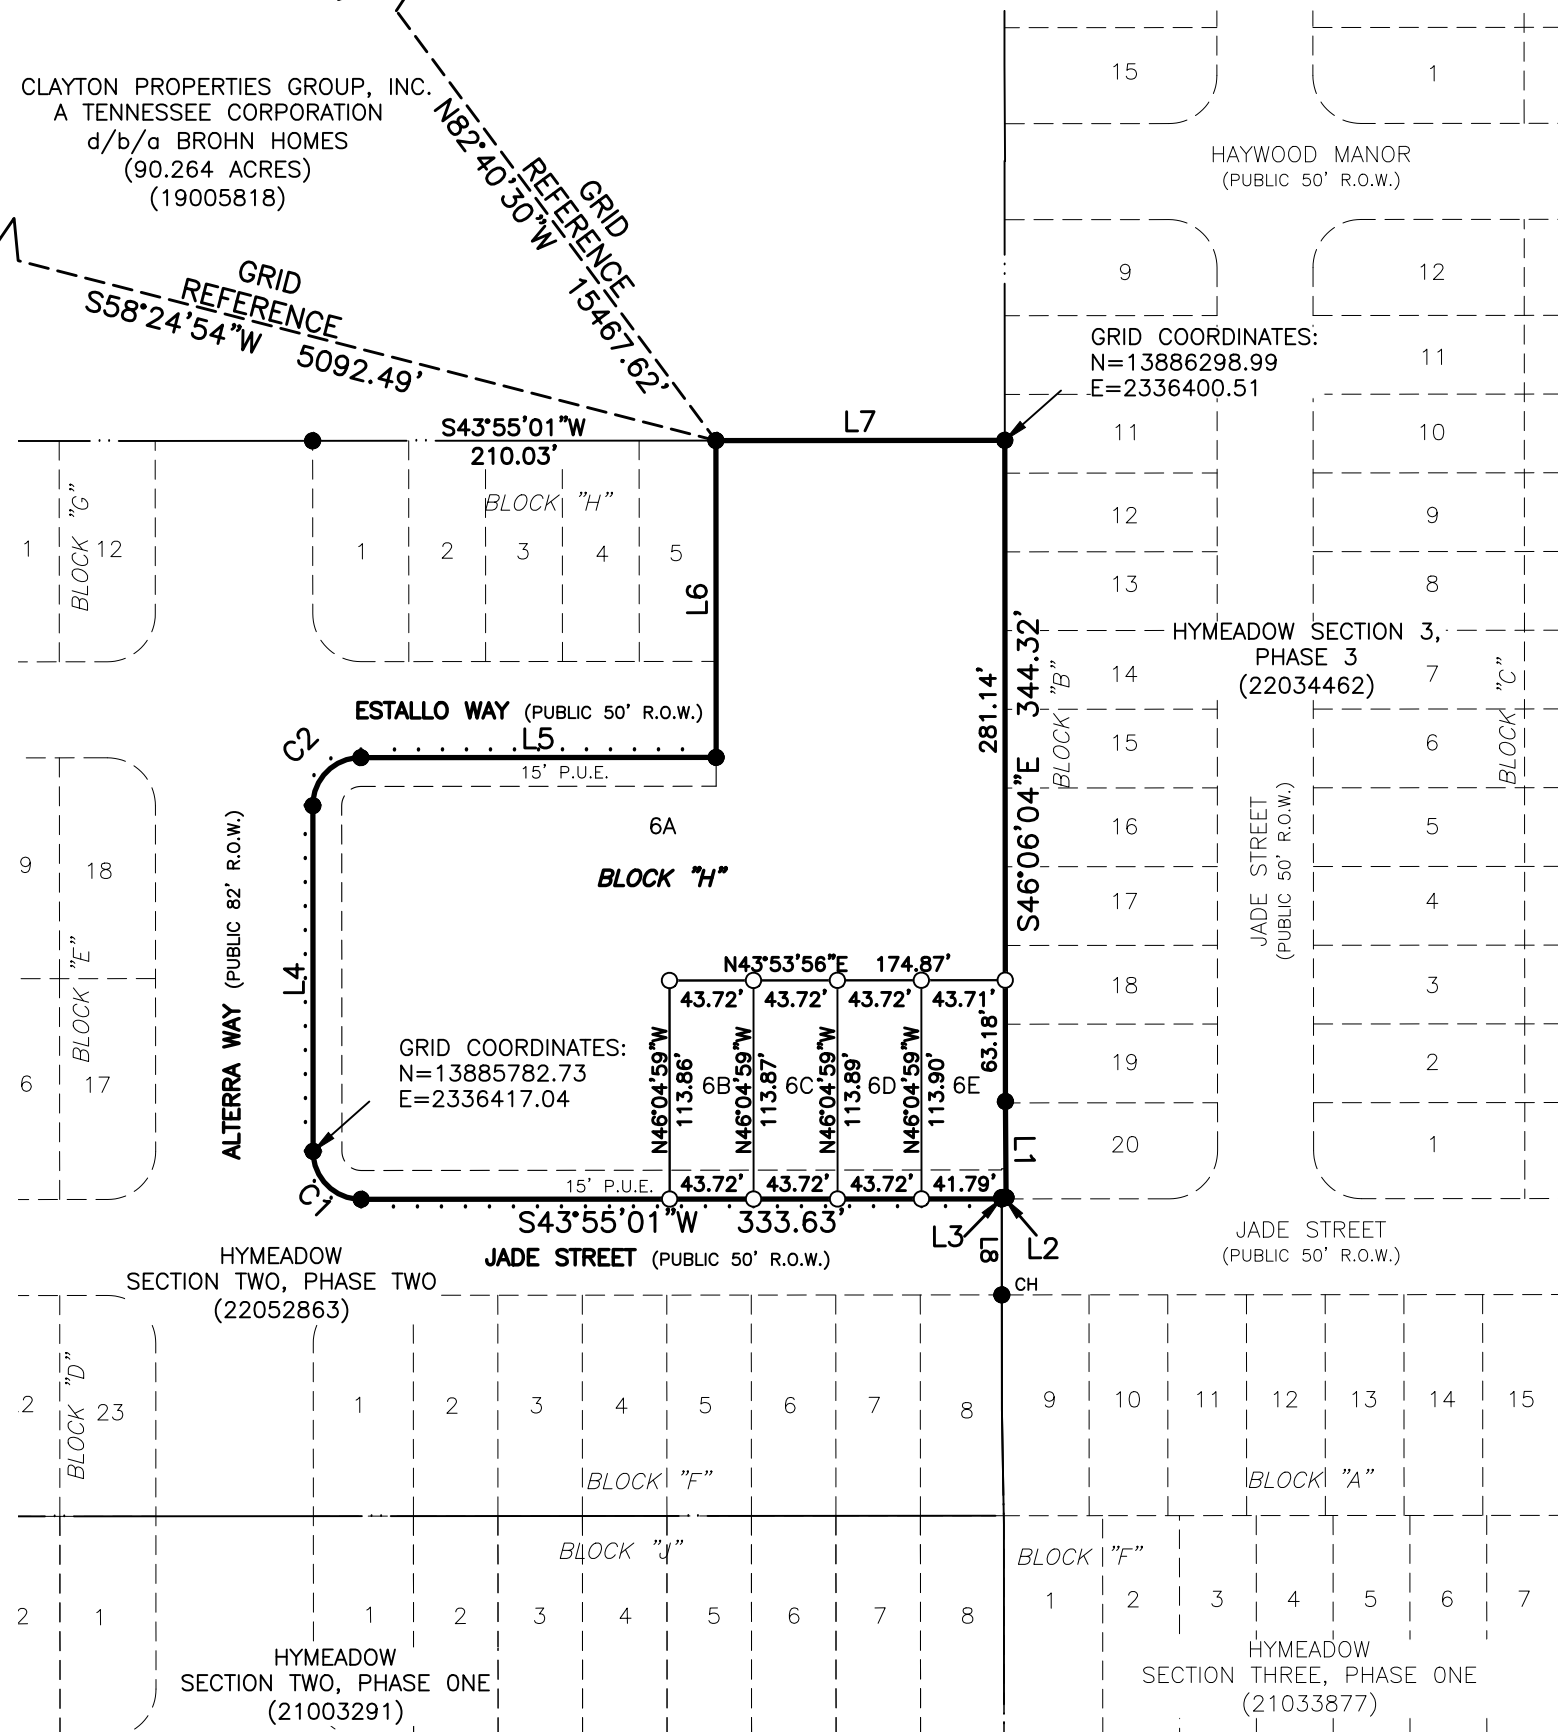 CLAYTON PROPERTIES GROUP, INC.
A TENNESSEE CORPORATION
d/b/a BROHN HOMES
(90.264 ACRES)
(19005818)
GRID
REFERENCE
N82°40'30"W 15467.62'
GRID
REFERENCE
S58°24'54"W 5092.49'
15
1
HAYWOOD MANOR
(PUBLIC 50' R.O.W.)
9
12
GRID COORDINATES:
N=13886298.99
E=2336400.51
11
S43°55'01"W
210.03'
L7
11
10
BLOCK "G"
BLOCK "H"
1
12
1
2
3
4
5
12
9
L6
13
8
HYMEADOW SECTION 3,
PHASE 3
(22034462)
281.14'
S46°06'04"E 344.32'
BLOCK "B"
14
7
BLOCK "C"
ESTALLO WAY (PUBLIC 50' R.O.W.)
C2
L5
15' P.U.E.
15
6
6A
BLOCK "H"
16
5
JADE STREET
(PUBLIC 50' R.O.W.)
9
18
ALTERRA WAY (PUBLIC 82' R.O.W.)
17
4
BLOCK "E"
L4
N43°53'56"E 174.87'
43.72'
43.72'
43.72'
43.71'
18
3
63.18'
GRID COORDINATES:
N=13885782.73
E=2336417.04
6
17
N46°04'59"W
113.86'
6B
N46°04'59"W
113.87'
6C
N46°04'59"W
113.89'
6D
N46°04'59"W
113.90'
6E
19
2
L1
20
1
C1
15' P.U.E.
43.72'
43.72'
43.72'
41.79'
S43°55'01"W 333.63'
L3
L2
L8
JADE STREET (PUBLIC 50' R.O.W.)
JADE STREET
(PUBLIC 50' R.O.W.)
HYMEADOW
SECTION TWO, PHASE TWO
(22052863)
CH
BLOCK "D"
2
23
1
2
3
4
5
6
7
8
9
10
11
12
13
14
15
BLOCK "F"
BLOCK "A"
BLOCK "J"
BLOCK "F"
2
1
1
2
3
4
5
6
7
8
1
2
3
4
5
6
7
HYMEADOW
SECTION TWO, PHASE ONE
(21003291)
HYMEADOW
SECTION THREE, PHASE ONE
(21033877)